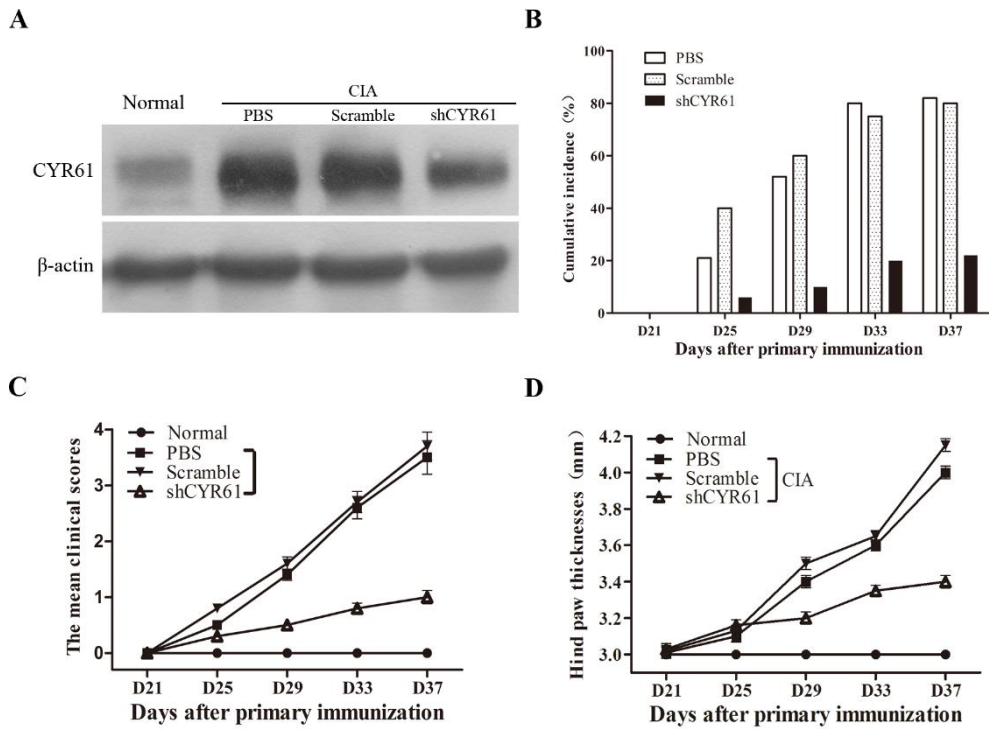 A
Normal
CIA
PBS Scramble shCYR61
CYR61
β-actin
B
Cumulative incidence (%)
100
80
60
40
20
0
PBS
Scramble
shCYR61
D21 D25 D29 D33 D37
Days after primary immunization
C
The mean clinical scores
4
3
2
1
0
Normal
PBS
Scramble
shCYR61
D21 D25 D29 D33 D37
Days after primary immunization
D
Hind paw thicknesses (mm)
4.2
4.0
3.8
3.6
3.4
3.2
3.0
Normal
PBS
Scramble
shCYR61
CIA
D21 D25 D29 D33 D37
Days after primary immunization